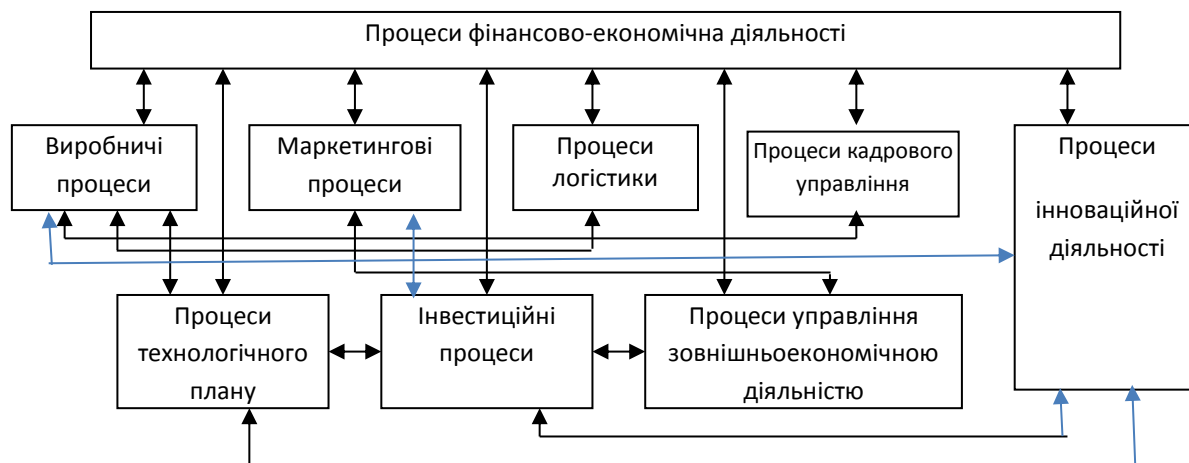 Процеси фінансово-економічна діяльності
Виробничі
процеси
Маркетингові
процеси
Процеси
логістики
Процеси кадрового
управління
Процеси
інноваційної
діяльності
Процеси
технологічного
плану
Інвестиційні
процеси
Процеси управління
зовнішньоекономічною
діяльністю